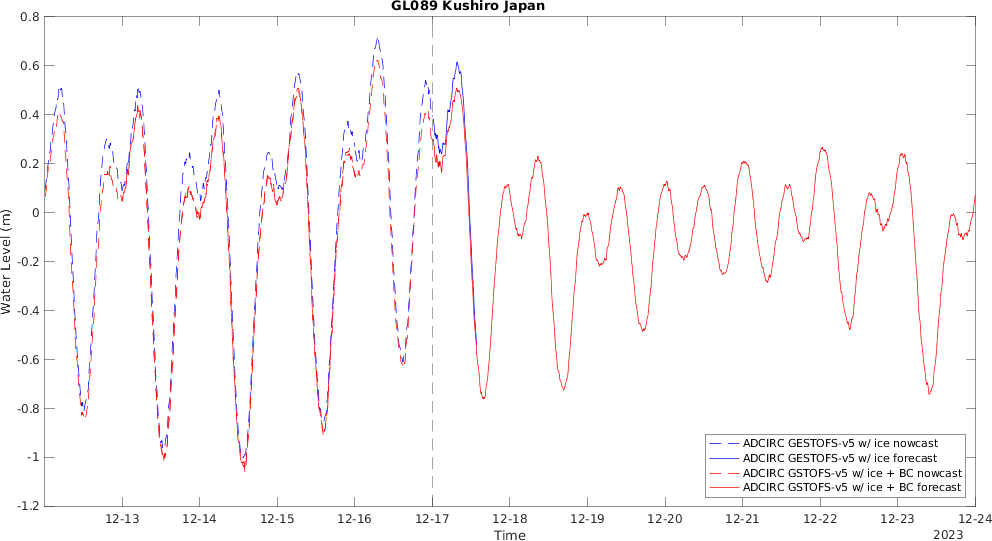 GL089 Kushiro Japan
0.8
0.6
0.4
0.2
0
-0.2
-0.4
-0.6
-0.8
-1
-1.2
Water Level (m)
ADCIRC GESTOFS-v5 w/ ice nowcast
ADCIRC GESTOFS-v5 w/ ice forecast
ADCIRC GSTOFS-v5 w/ ice + BC nowcast
ADCIRC GSTOFS-v5 w/ ice + BC forecast
12-13 12-14 12-15 12-16 12-17 12-18 12-19 12-20 12-21 12-22 12-23 12-24
Time
2023